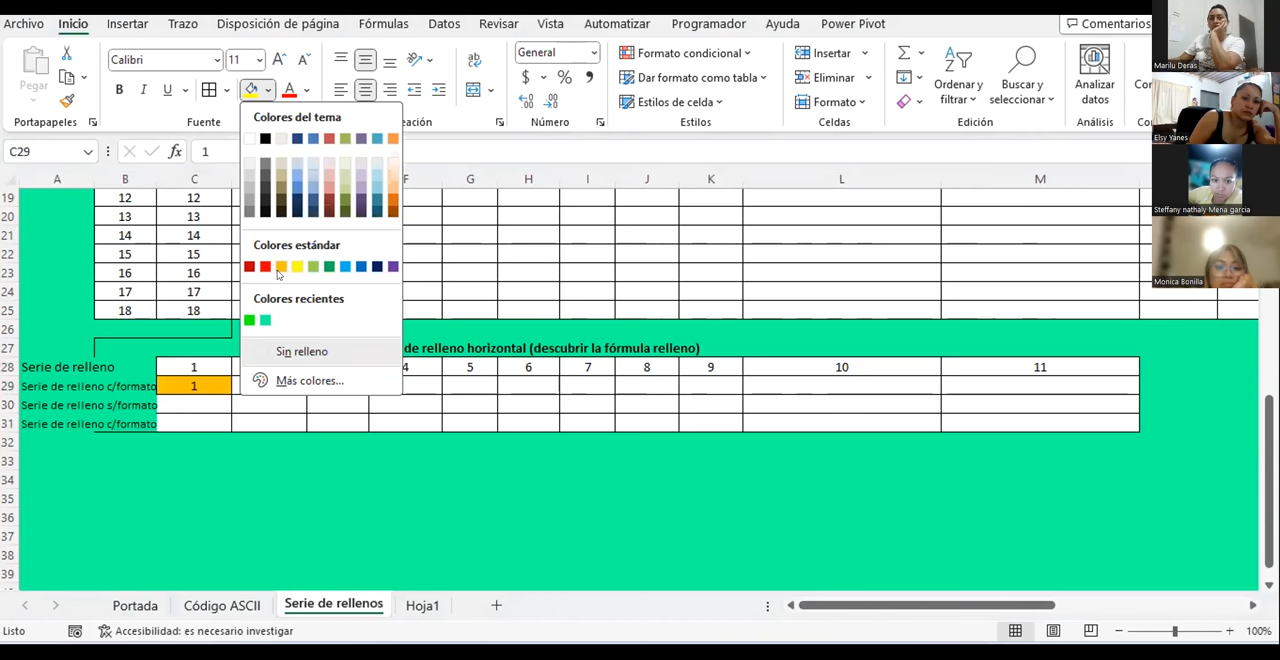 Archivo Inicio Insertar Trazo Disposición de página Fórmulas Datos Revisar Vista Automatizar Programador Ayuda Power Pivot Comentarios
Pegar
Calibri 11
N K S
ab
General
$ % 9
Formato condicional
Dar formato como tabla
Estilos de celda
Insertar
Eliminar
Formato
Ordenar y filtrar
Buscar y seleccionar
Analizar datos
Portapapeles Fuente Número Estilos Celdas Edición Análisis
C29 fx 1
Colores del tema
Colores estándar
Colores recientes
Sin relleno
Más colores...
A B C F G H I J K L M
19 12 12
20 13 13
21 14 14
22 15 15
23 16 16
24 17 17
25 18 18
26
27 de relleno horizontal (descubrir la fórmula relleno)
28 Serie de relleno 1 4 5 6 7 8 9 10 11
29 Serie de relleno c/formato 1
30 Serie de relleno s/formato
31 Serie de relleno c/formato
32
33
34
35
36
37
38
39
Portada Código ASCII Serie de rellenos Hoja1
Listo Accesibilidad: es necesario investigar 100%
Marilu Deras
Elsy Yanes
Steffany nathaly Mena garcia
Monica Bonilla